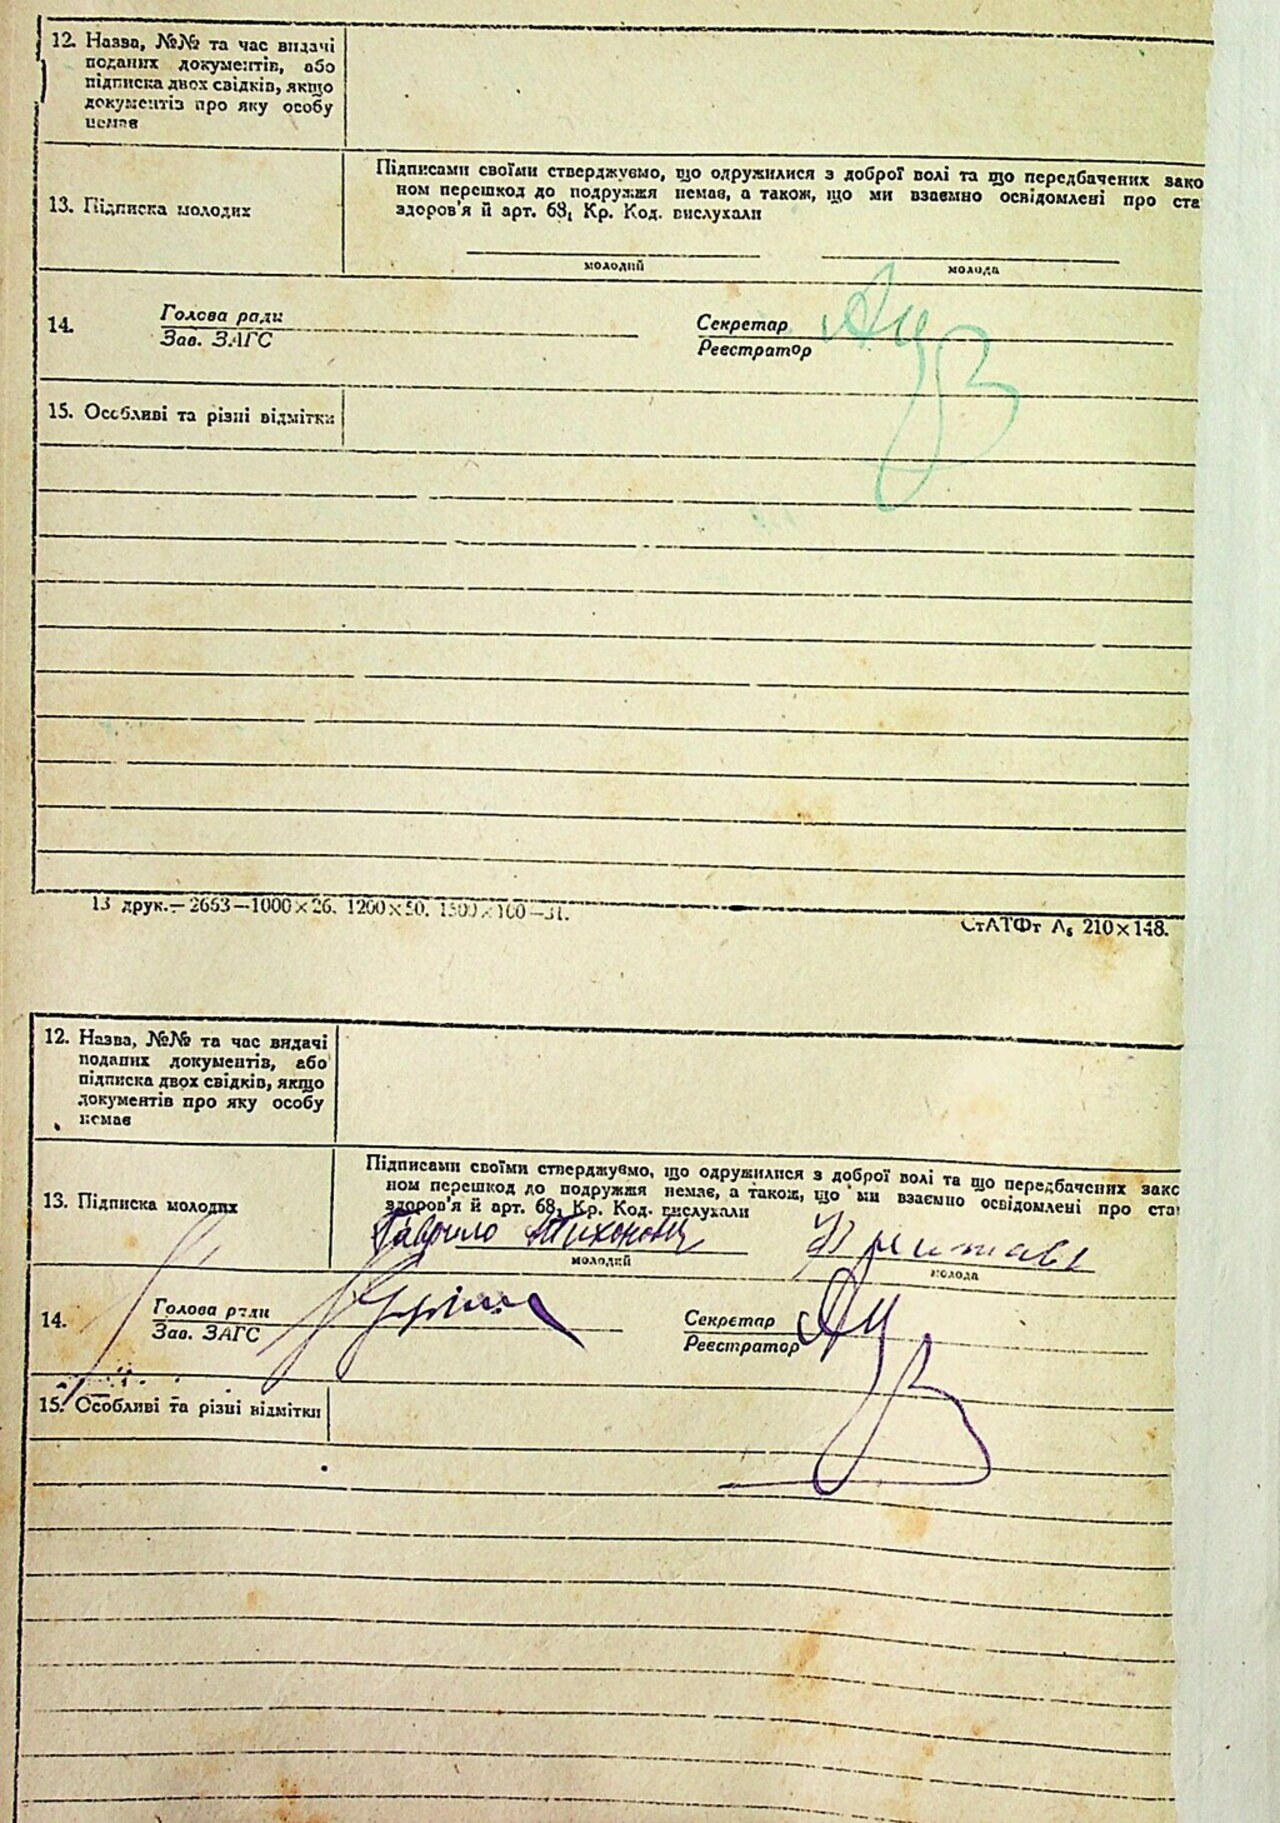 12. Назва, №№ та час видачі
поданих документів, або
підписка двох свідків, якщо
документів про яку особу
немає
Підписами своїми стверджуємо, що одружилися з доброї волі та що передбачених зако
ном перешкод до подружжя немає, а також, що ми взаємно освідомлені про ста
здоров'я й арт. 68, Кр. Код. вислухали
13. Підписка молодих
молодий молода
14. Голова ради Секретар
Зав. ЗАГС Реєстратор
15. Особливі та різні відмітки
13 друк.—2663—1000×26. 1200×50. 1500×100—31.
СтАТФт А₅ 210×148.
12. Назва, №№ та час видачі
поданих документів, або
підписка двох свідків, якщо
документів про яку особу
немає
Підписами своїми стверджуємо, що одружилися з доброї волі та що передбачених зако
ном перешкод до подружжя немає, а також, що ми взаємно освідомлені про ста
здоров'я й арт. 68, Кр. Код. вислухали
13. Підписка молодих
молодий молода
14. Голова ради Секретар
Зав. ЗАГС Реєстратор
15. Особливі та різні відмітки